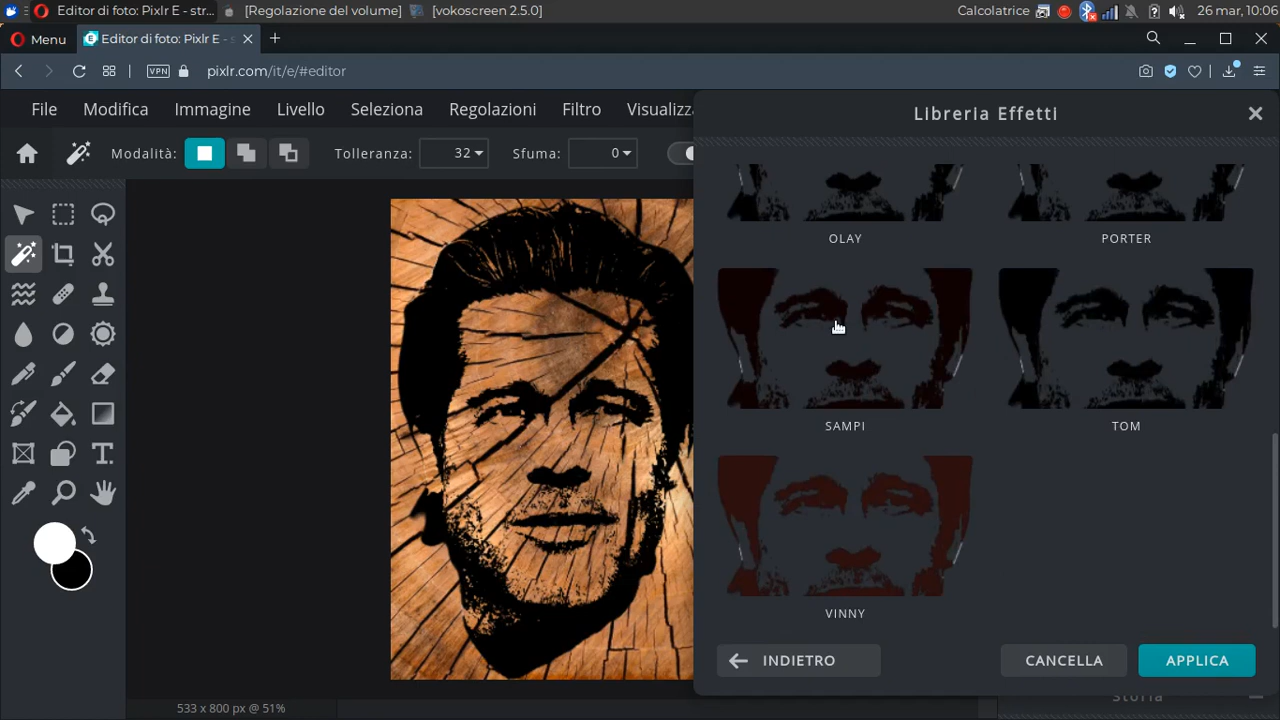 Editor di foto: Pixlr E - str... [Regolazione del volume] [vokoscreen 2.5.0] Calcolatrice 26 mar, 10:06
Menu Editor di foto: Pixlr E - s
VPN pixlr.com/it/e/#editor
File Modifica Immagine Livello Seleziona Regolazioni Filtro Visualizza
Libreria Effetti
Modalità: Tolleranza: 32 Sfuma: 0
OLAY PORTER
SAMPI TOM
VINNY
INDIETRO CANCELLA APPLICA
Storia
533 x 800 px @ 51%